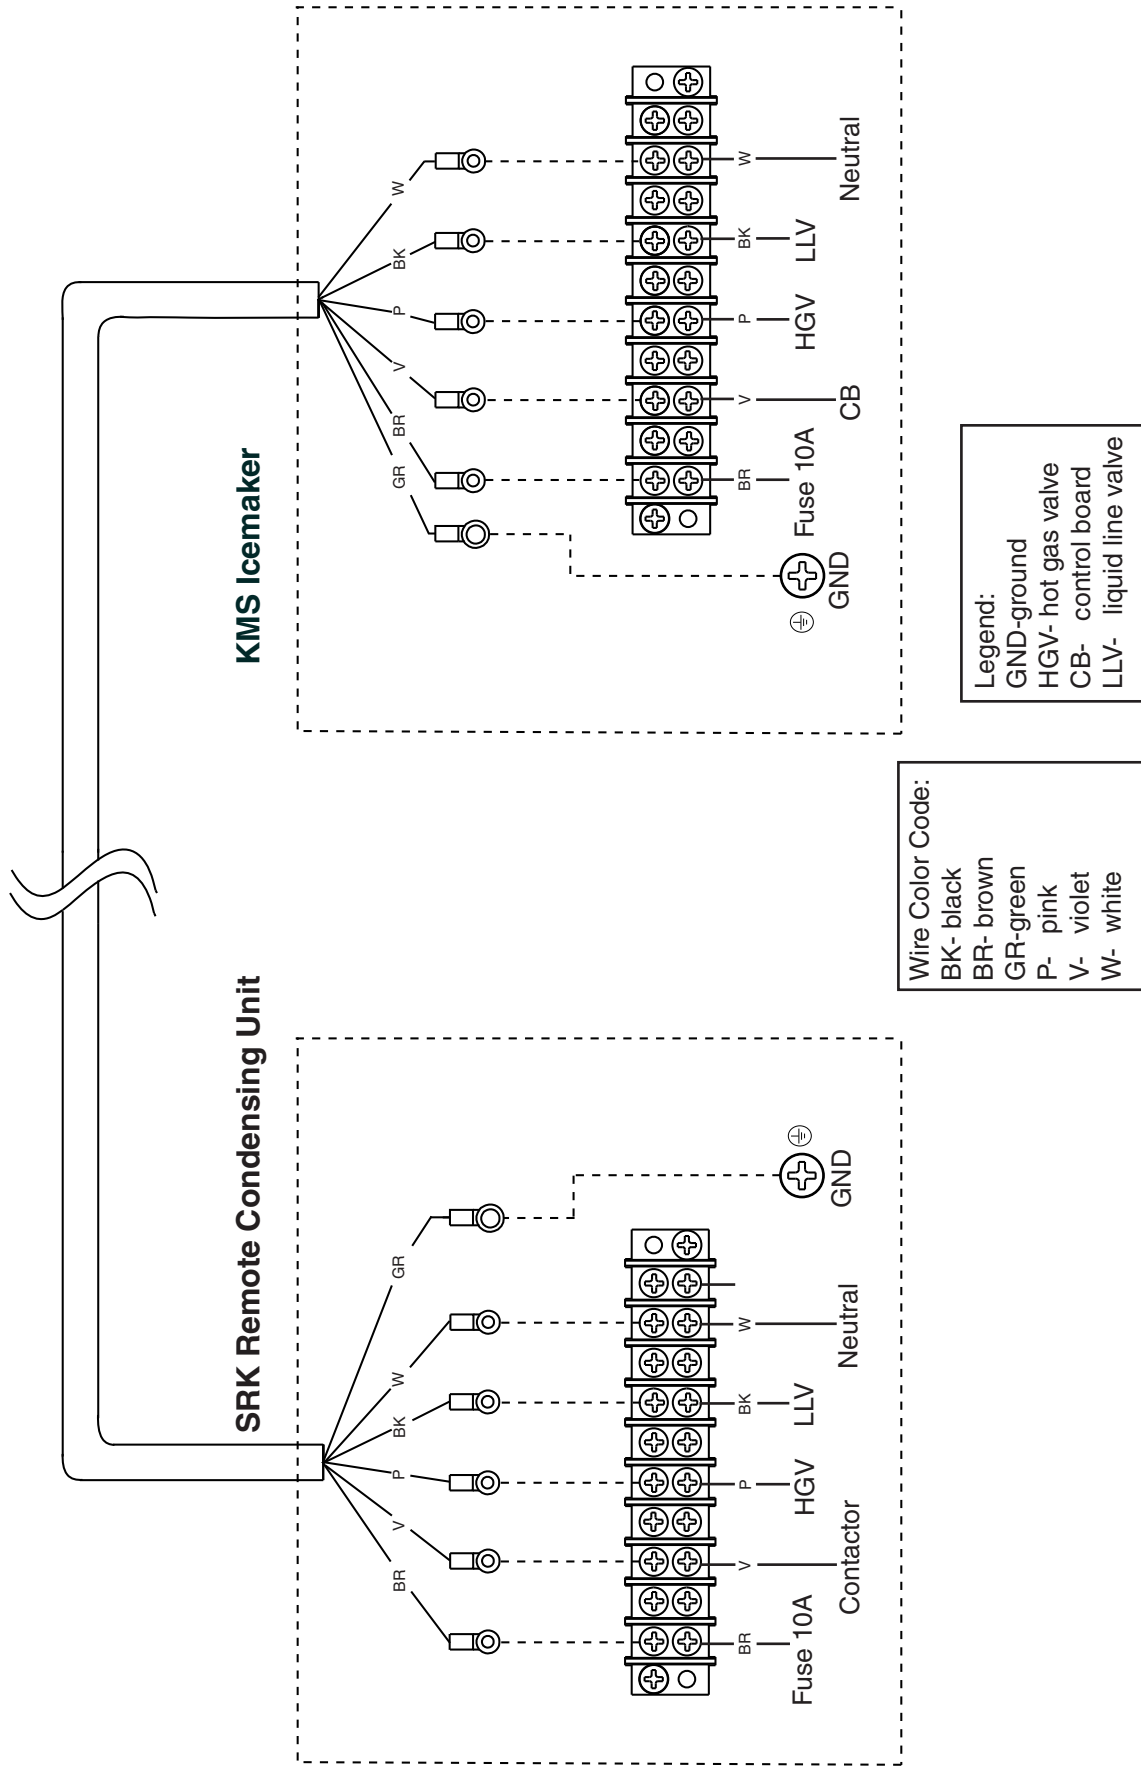 SRK Remote Condensing Unit
BR
V
P
BK
W
GR
BR
V
P
BK
W
Fuse 10A
Contactor
HGV
LLV
Neutral
GND
KMS Icemaker
GR
BR
V
P
BK
W
BR
V
P
BK
W
GND
Fuse 10A
CB
HGV
LLV
Neutral
Wire Color Code:
BK- black
BR- brown
GR-green
P- pink
V- violet
W- white
Legend:
GND-ground
HGV- hot gas valve
CB- control board
LLV- liquid line valve